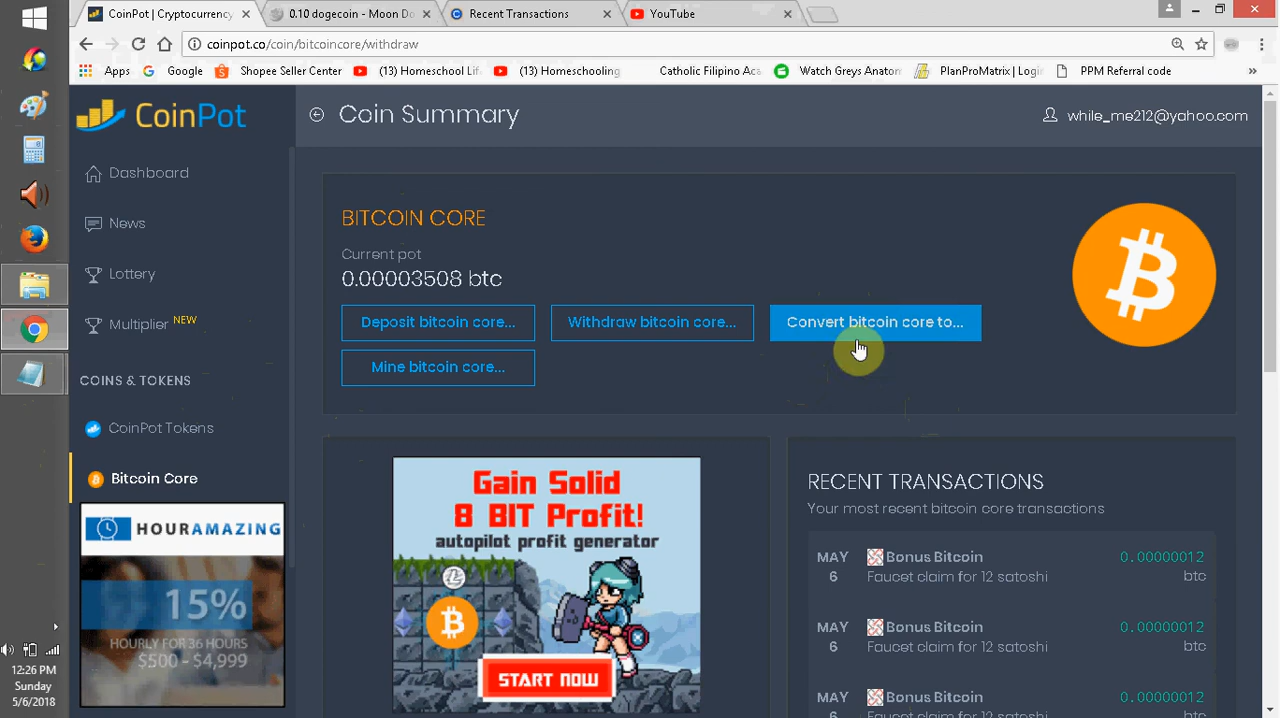 CoinPot | Cryptocurrency
0.10 dogecoin - Moon Do
Recent Transactions
YouTube
coinpot.co/coin/bitcoincore/withdraw
Apps
Google
Shopee Seller Center
(13) Homeschool Lif
(13) Homeschooling
Catholic Filipino Aca
Watch Greys Anatom
PlanProMatrix | Logi
PPM Referral code
CoinPot
Coin Summary
while_me212@yahoo.com
Dashboard
News
Lottery
Multiplier NEW
COINS & TOKENS
CoinPot Tokens
Bitcoin Core
BITCOIN CORE
Current pot
0.00003508 btc
Deposit bitcoin core...
Withdraw bitcoin core...
Convert bitcoin core to...
Mine bitcoin core...
HOURAMAZING
15%
HOURLY FOR 36 HOURS
$500 - $4,999
Gain Solid
8 BIT Profit!
autopilot profit generator
START NOW
RECENT TRANSACTIONS
Your most recent bitcoin core transactions
MAY 6
Bonus Bitcoin
Faucet claim for 12 satoshi
0.00000012 btc
MAY 6
Bonus Bitcoin
Faucet claim for 12 satoshi
0.00000012 btc
MAY
Bonus Bitcoin
0.00000012
12:26 PM
Sunday
5/6/2018